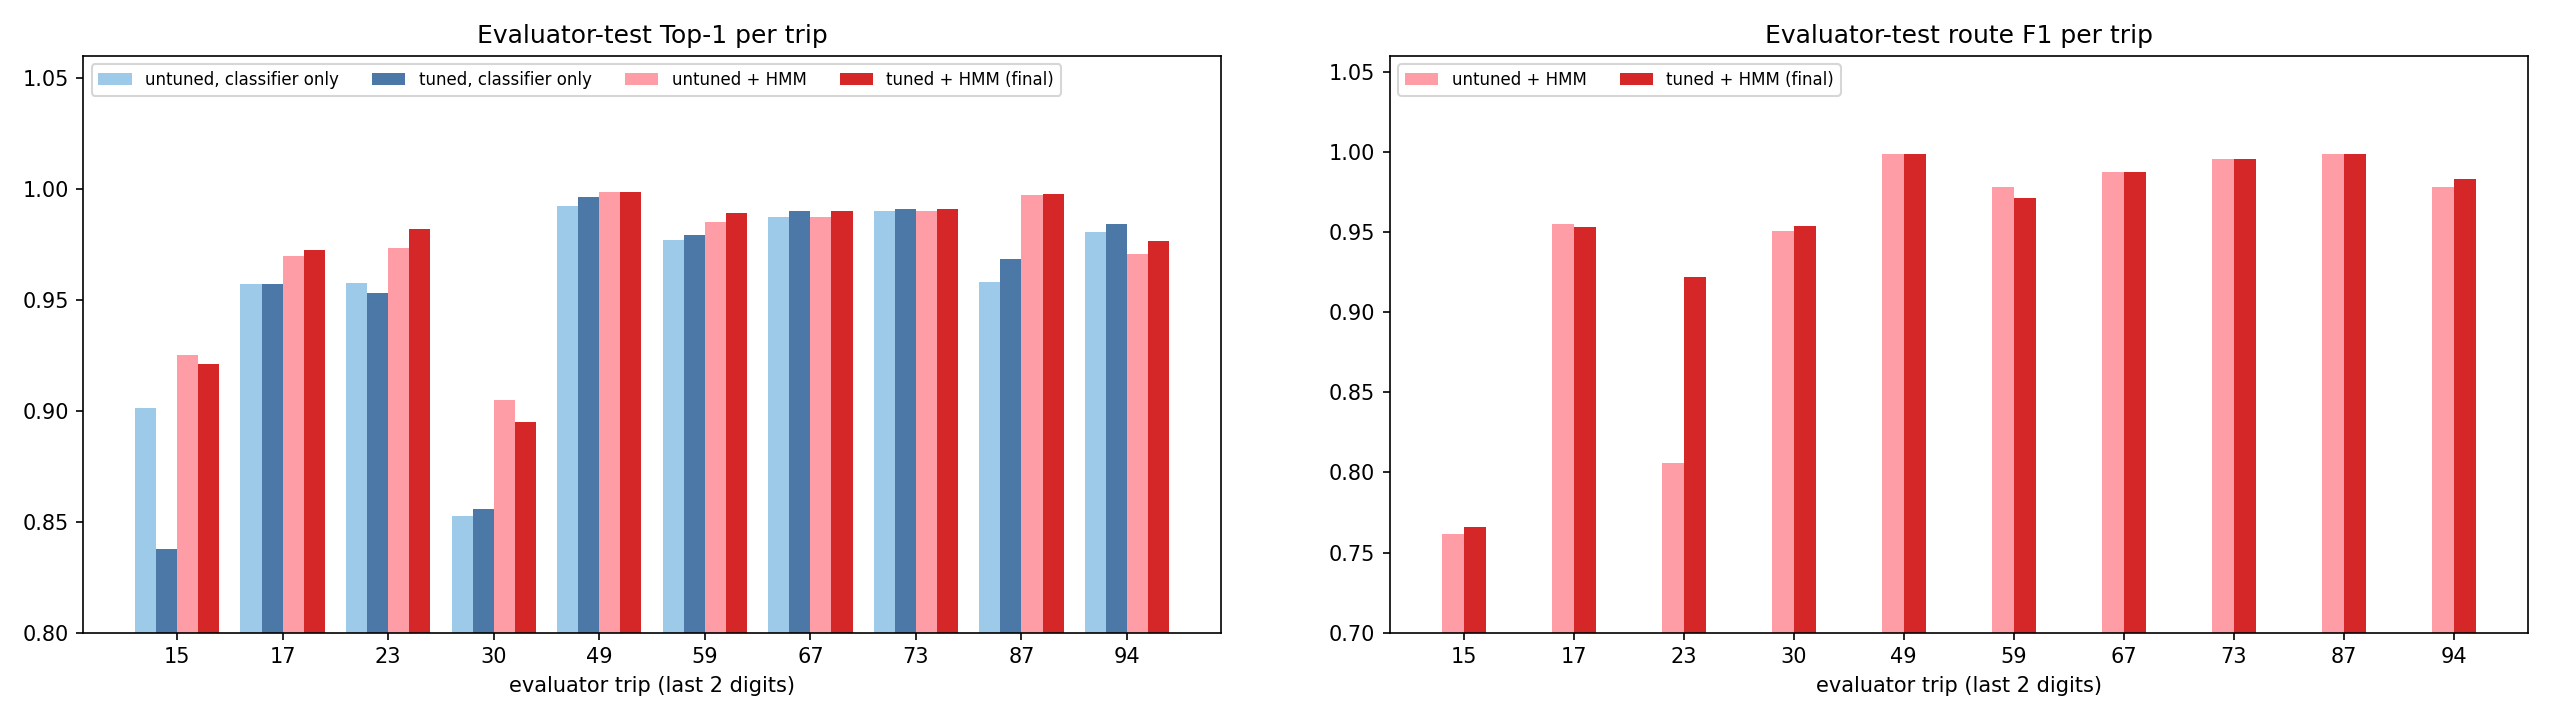 Evaluator-test Top-1 per trip
untuned, classifier only tuned, classifier only untuned + HMM tuned + HMM (final)
1.05
1.00
0.95
0.90
0.85
0.80
15 17 23 30 49 59 67 73 87 94
evaluator trip (last 2 digits)
Evaluator-test route F1 per trip
untuned + HMM tuned + HMM (final)
1.05
1.00
0.95
0.90
0.85
0.80
0.75
0.70
15 17 23 30 49 59 67 73 87 94
evaluator trip (last 2 digits)